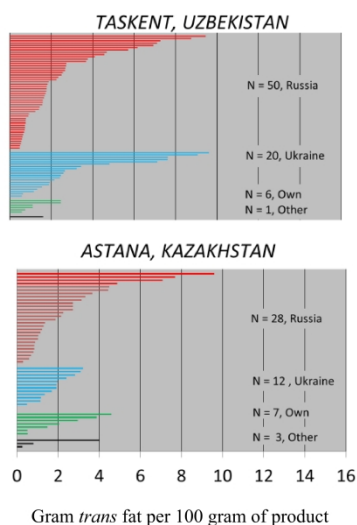 TASKENT, UZBEKISTAN
N = 50, Russia
N = 20, Ukraine
N = 6, Own
N = 1, Other
ASTANA, KAZAKHSTAN
N = 28, Russia
N = 12 , Ukraine
N = 7, Own
N = 3, Other
0 2 4 6 8 10 12 14 16
Gram trans fat per 100 gram of product